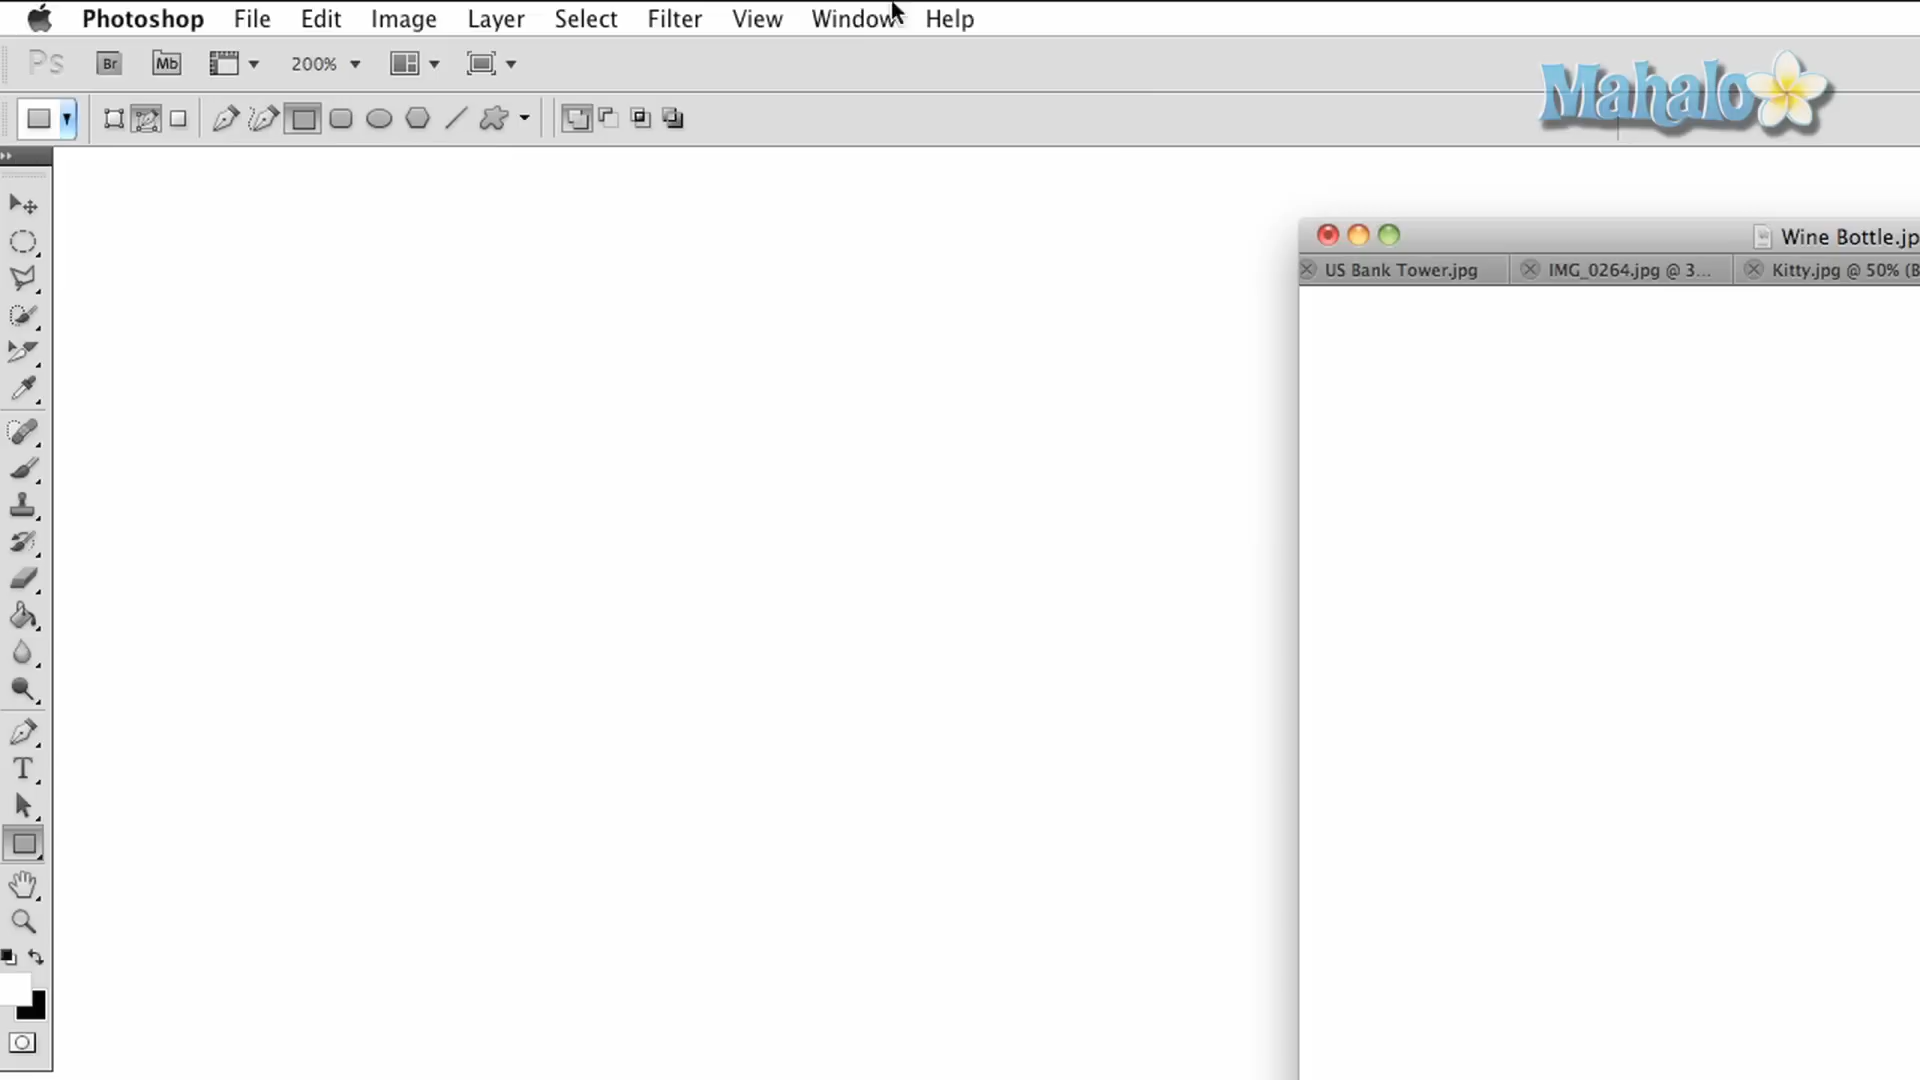 Photoshop File Edit Image Layer Select Filter View Window Help
Ps Br Mb 200%
Mahalo
Wine Bottle.jp
US Bank Tower.jpg IMG_0264.jpg @ 3... Kitty.jpg @ 50% (B
T